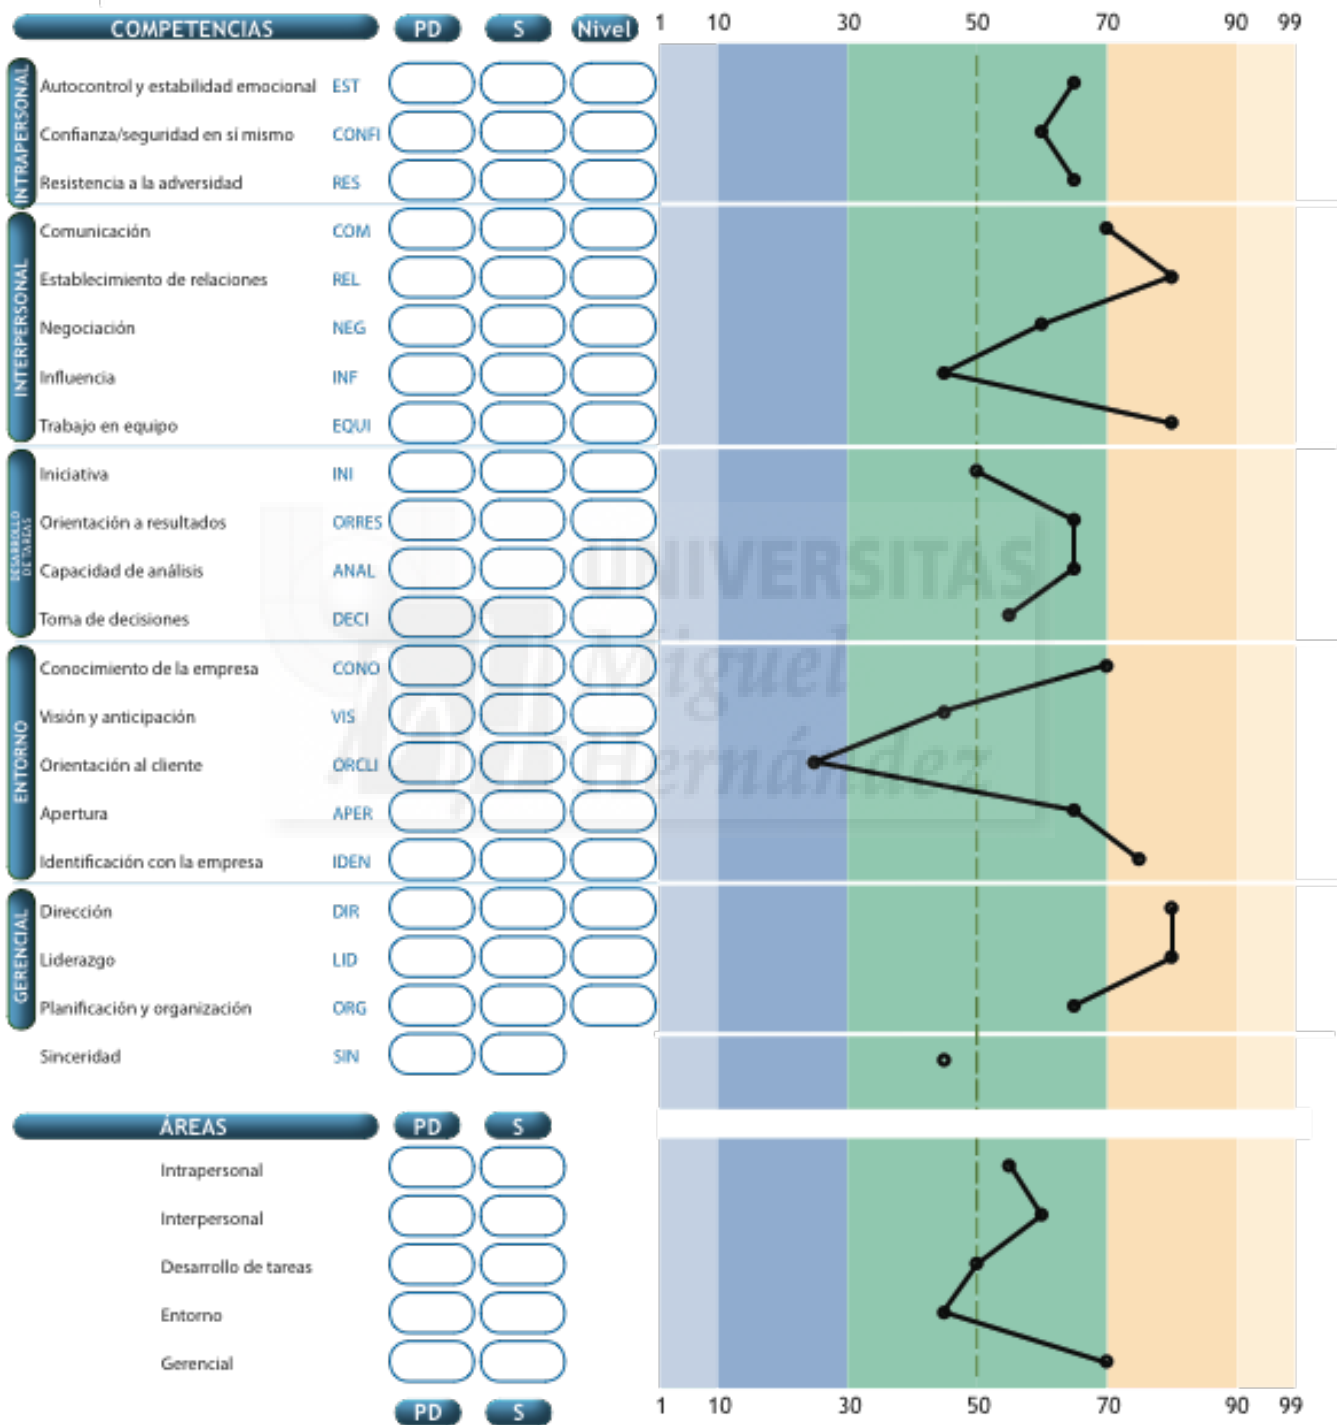 COMPETENCIAS PD S Nivel 1 10 30 50 70 90 99
INTRAPERSONAL
Autocontrol y estabilidad emocional EST
Confianza/seguridad en sí mismo CONFI
Resistencia a la adversidad RES
INTERPERSONAL
Comunicación COM
Establecimiento de relaciones REL
Negociación NEG
Influencia INF
Trabajo en equipo EQUI
DESARROLLO
DE TAREAS
Iniciativa INI
Orientación a resultados ORRES
Capacidad de análisis ANAL
Toma de decisiones DECI
ENTORNO
Conocimiento de la empresa CONO
Visión y anticipación VIS
Orientación al cliente ORCLI
Apertura APER
Identificación con la empresa IDEN
GERENCIAL
Dirección DIR
Liderazgo LID
Planificación y organización ORG
Sinceridad SIN
UNIVERSITAS
Miguel
Hernández
ÁREAS PD S
Intrapersonal
Interpersonal
Desarrollo de tareas
Entorno
Gerencial
PD S 1 10 30 50 70 90 99